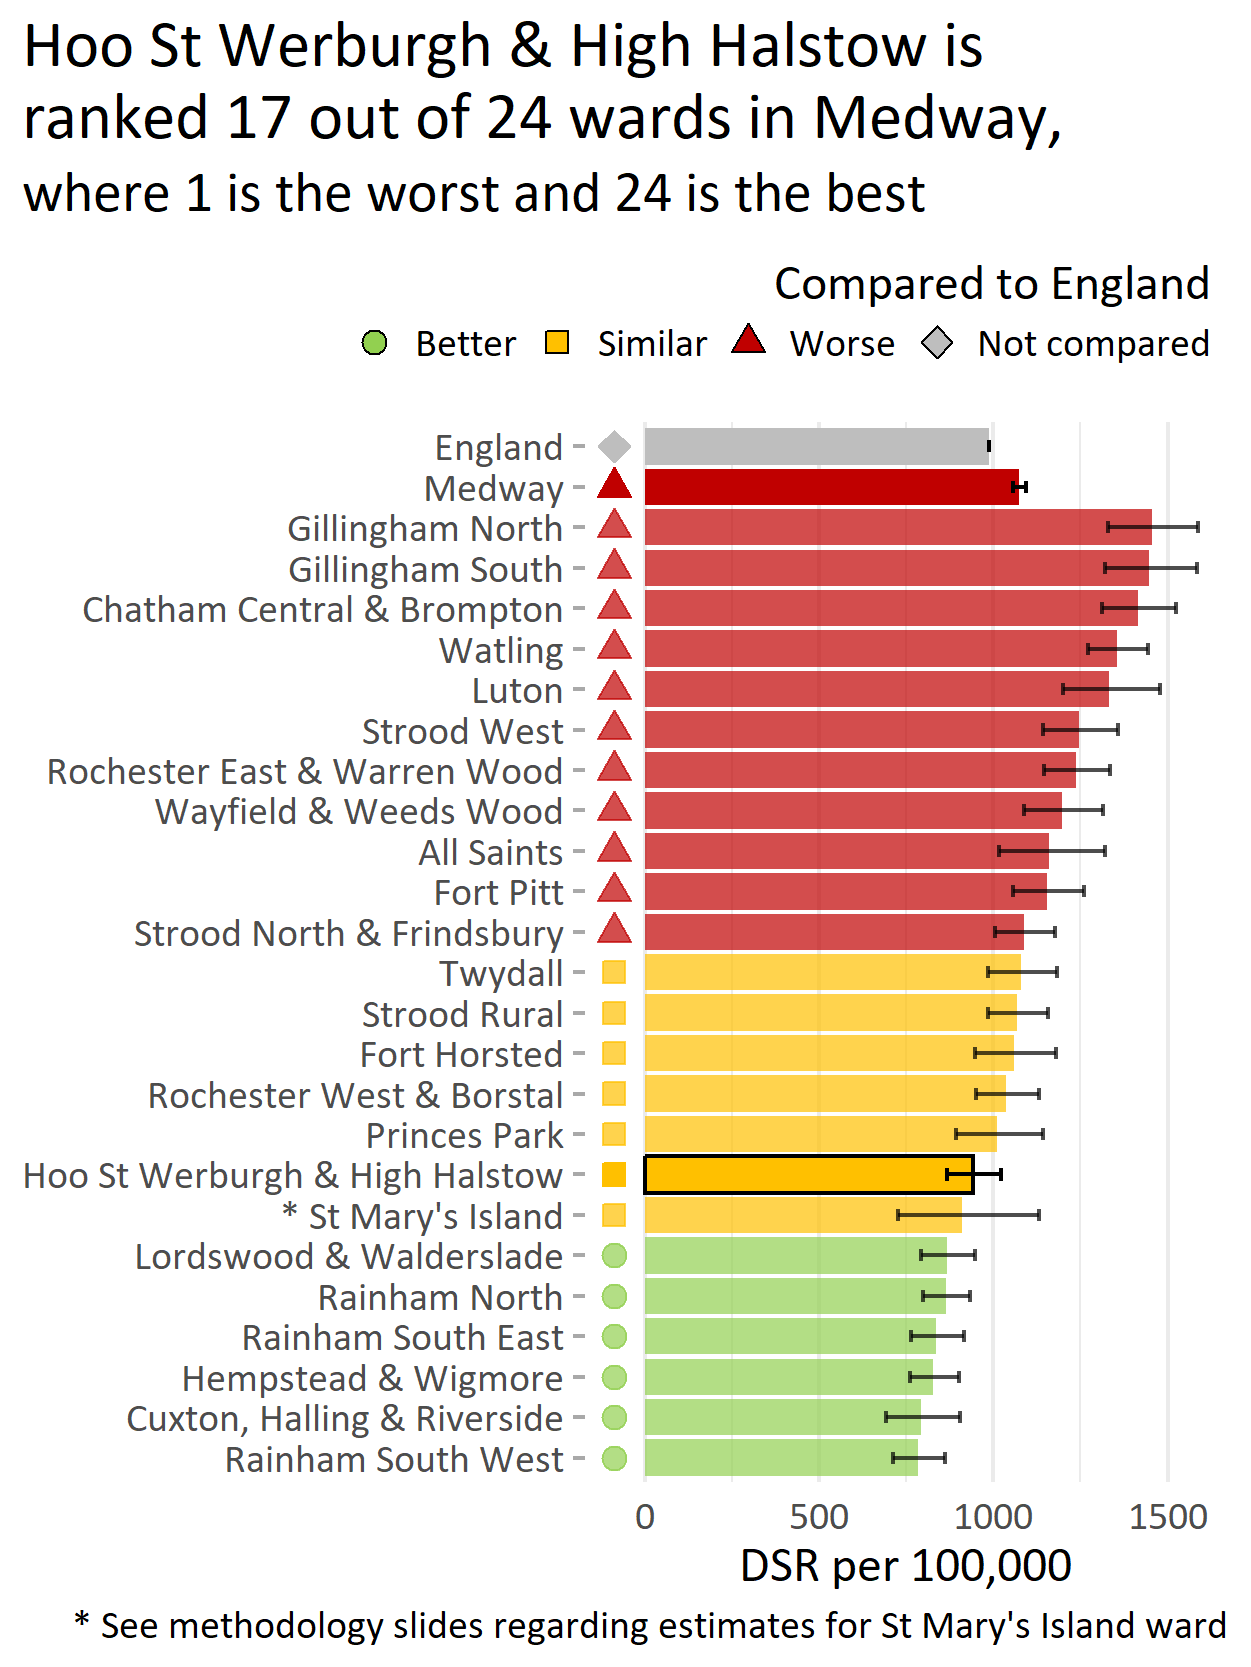 Hoo St Werburgh & High Halstow is
ranked 17 out of 24 wards in Medway,
where 1 is the worst and 24 is the best
Compared to England
Better Similar Worse Not compared
England
Medway
Gillingham North
Gillingham South
Chatham Central & Brompton
Watling
Luton
Strood West
Rochester East & Warren Wood
Wayfield & Weeds Wood
All Saints
Fort Pitt
Strood North & Frindsbury
Twydall
Strood Rural
Fort Horsted
Rochester West & Borstal
Princes Park
Hoo St Werburgh & High Halstow
* St Mary's Island
Lordswood & Walderslade
Rainham North
Rainham South East
Hempstead & Wigmore
Cuxton, Halling & Riverside
Rainham South West
0 500 1000 1500
DSR per 100,000
* See methodology slides regarding estimates for St Mary's Island ward